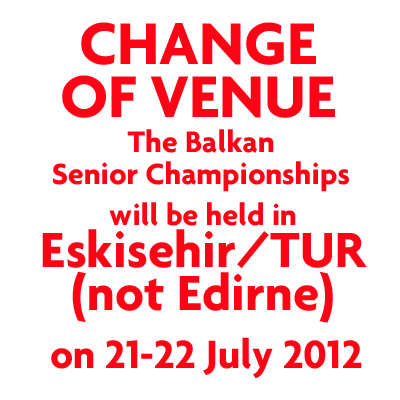 CHANGE
OF VENUE
The Balkan
Senior Championships
will be held in
Eskisehir/TUR
(not Edirne)
on 21-22 July 2012